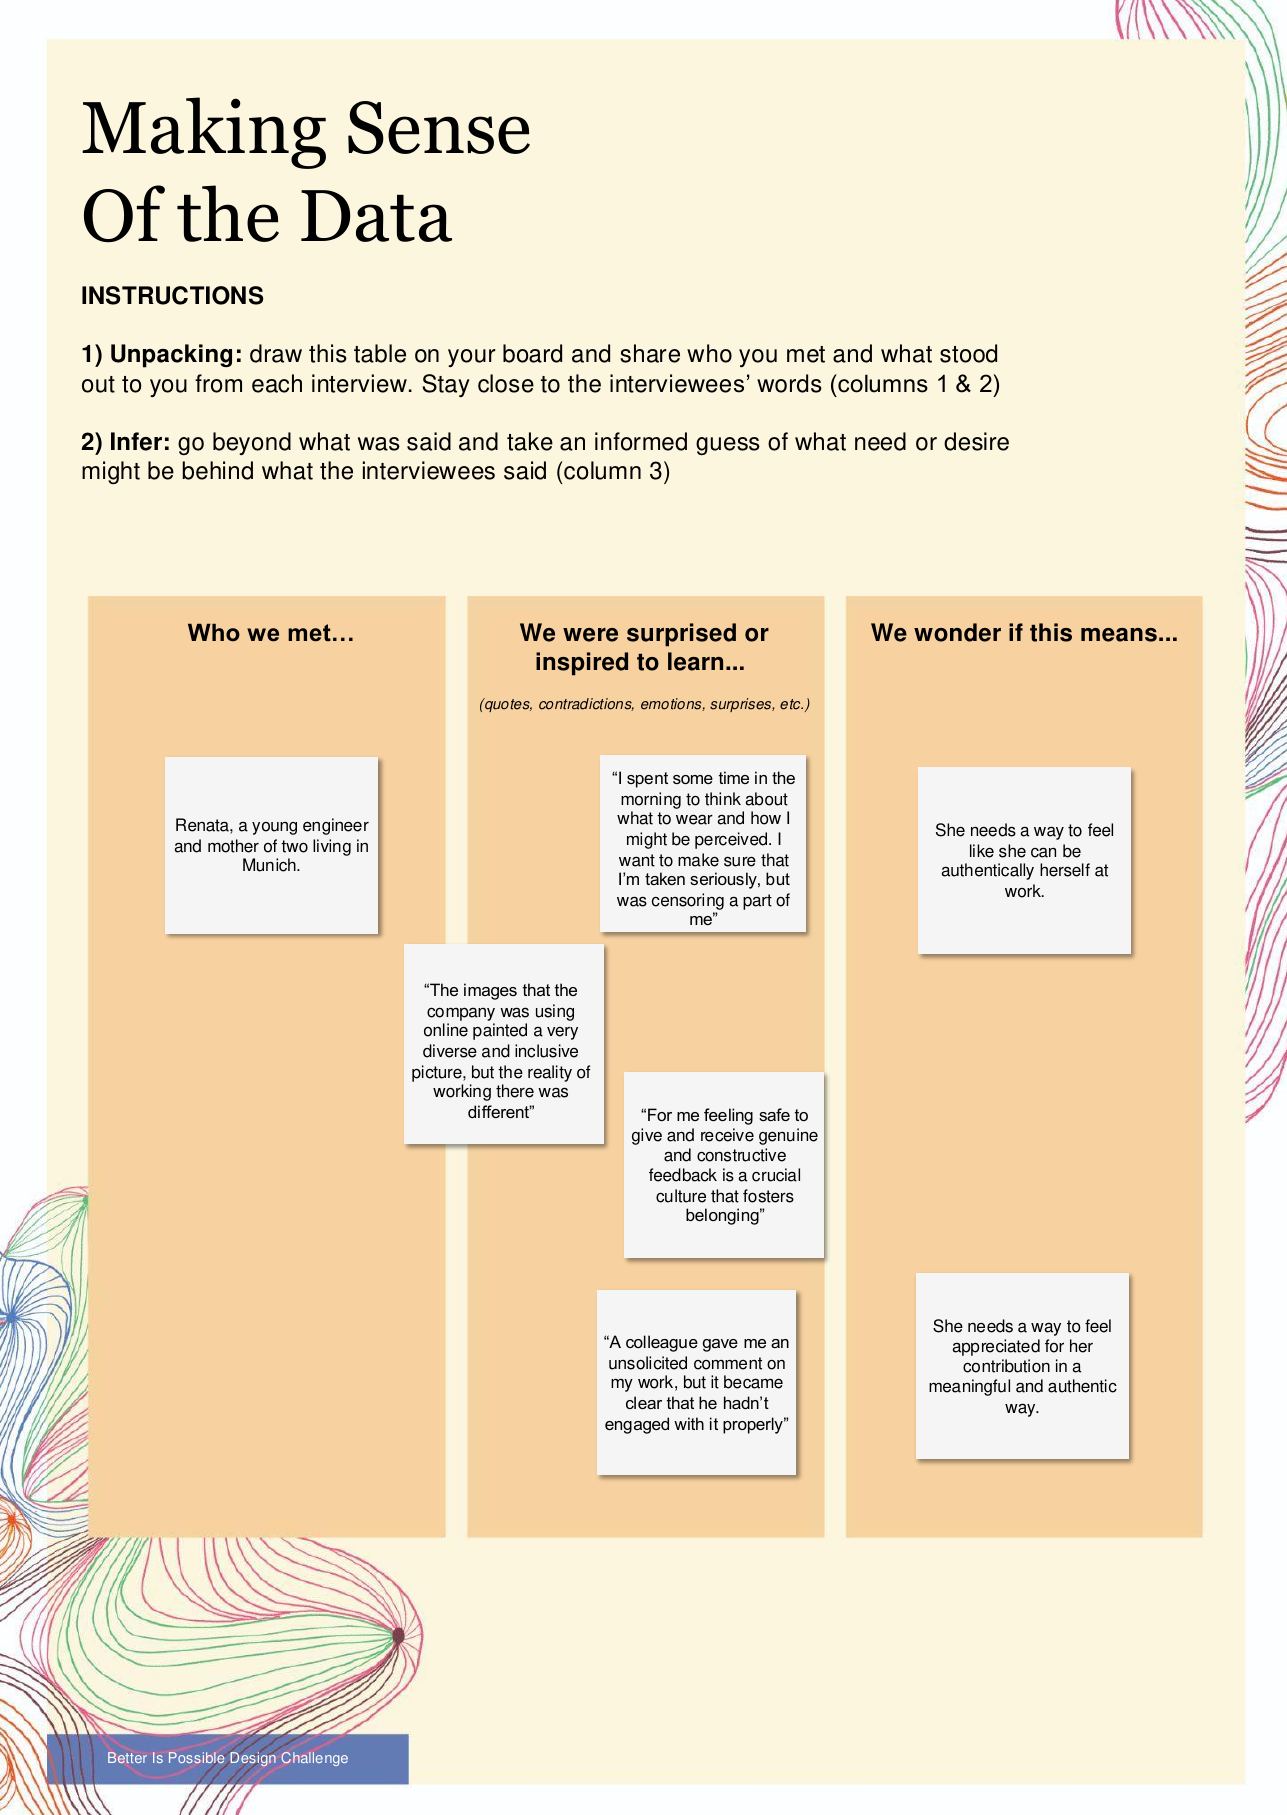 Making Sense
Of the Data
INSTRUCTIONS
1) Unpacking: draw this table on your board and share who you met and what stood
out to you from each interview. Stay close to the interviewees’ words (columns 1 & 2)
2) Infer: go beyond what was said and take an informed guess of what need or desire
might be behind what the interviewees said (column 3)
Who we met…
Renata, a young engineer
and mother of two living in
Munich.
We were surprised or
inspired to learn...
(quotes, contradictions, emotions, surprises, etc.)
“I spent some time in the
morning to think about
what to wear and how I
might be perceived. I
want to make sure that
I’m taken seriously, but
was censoring a part of
me”
“The images that the
company was using
online painted a very
diverse and inclusive
picture, but the reality of
working there was
different”
“For me feeling safe to
give and receive genuine
and constructive
feedback is a crucial
culture that fosters
belonging”
“A colleague gave me an
unsolicited comment on
my work, but it became
clear that he hadn’t
engaged with it properly”
We wonder if this means...
She needs a way to feel
like she can be
authentically herself at
work.
She needs a way to feel
appreciated for her
contribution in a
meaningful and authentic
way.
Better Is Possible Design Challenge